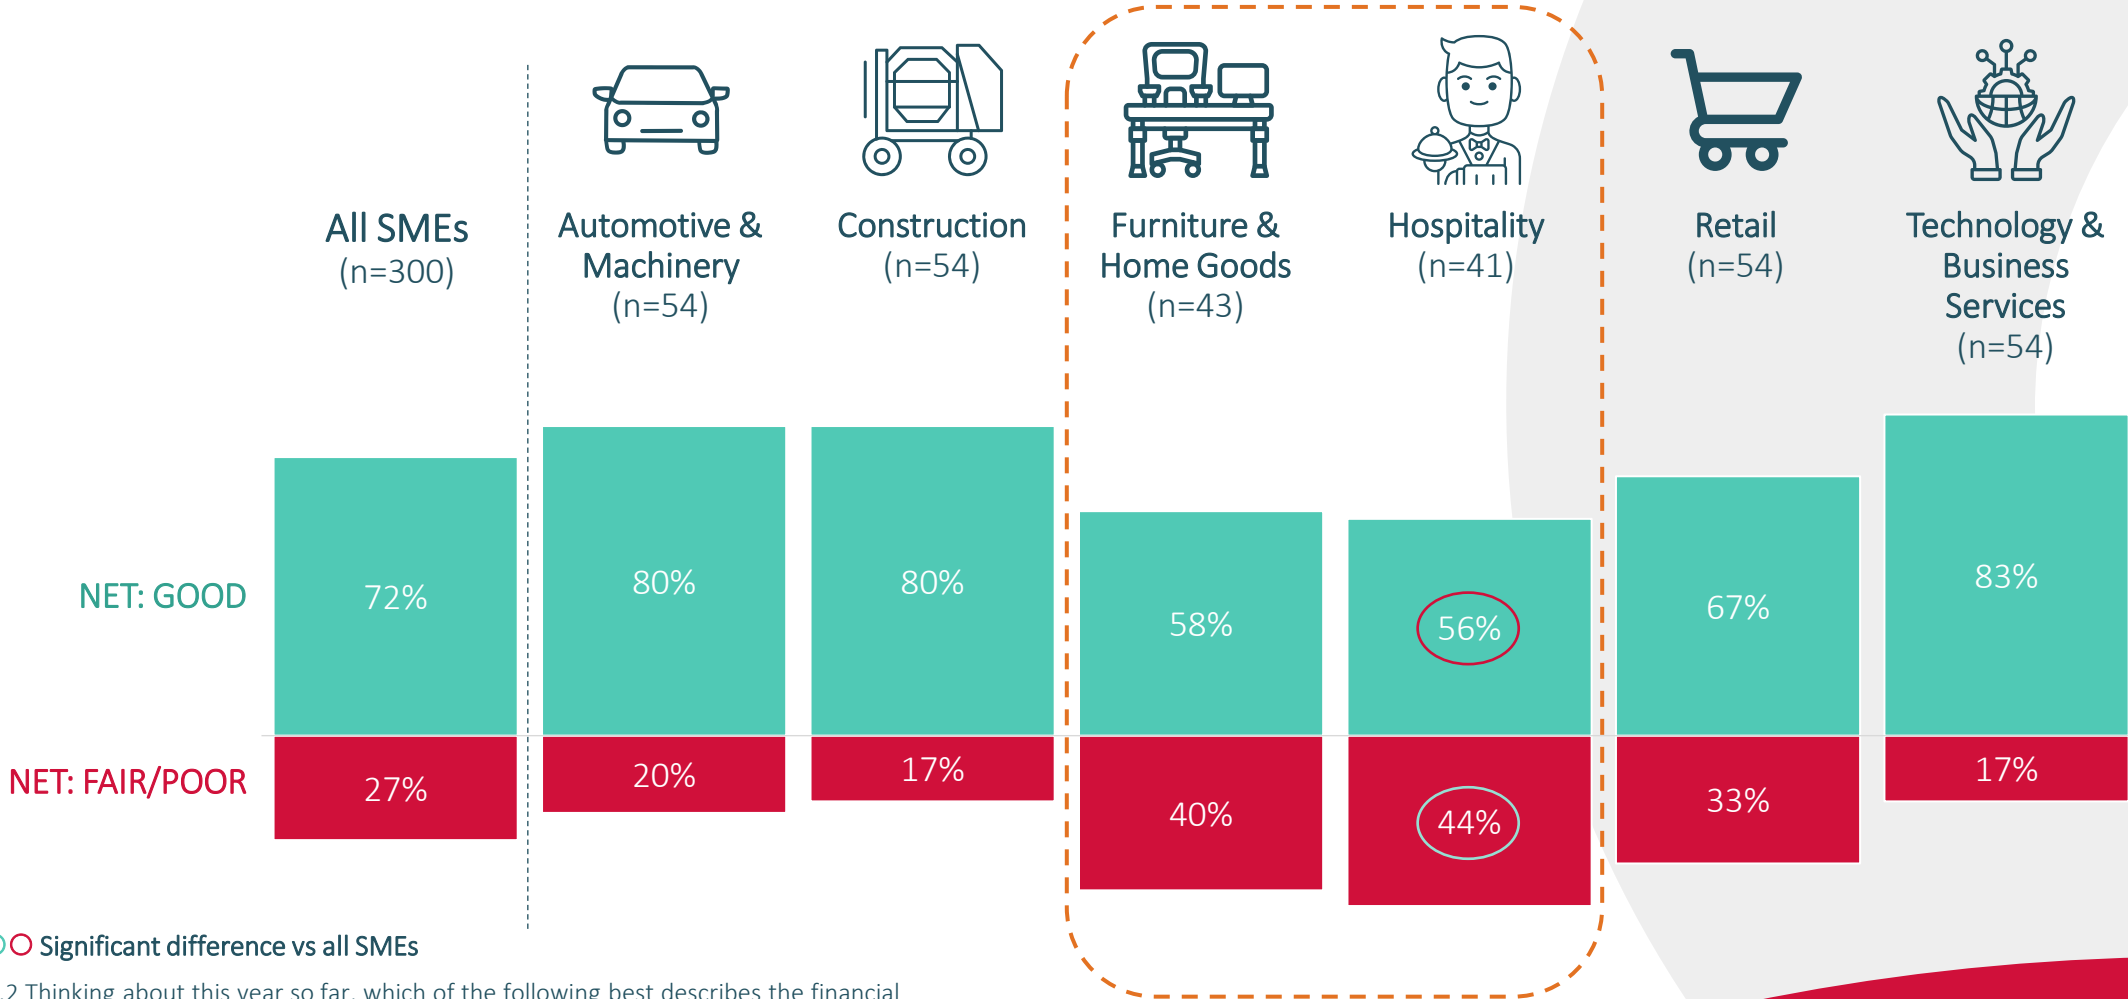 All SMEs
(n=300)
Automotive &
Machinery
(n=54)
Construction
(n=54)
Furniture &
Home Goods
(n=43)
Hospitality
(n=41)
Retail
(n=54)
Technology &
Business
Services
(n=54)
NET: GOOD
72%
80%
80%
58%
56%
67%
83%
NET: FAIR/POOR
27%
20%
17%
40%
44%
33%
17%
Significant difference vs all SMEs
.2 Thinking about this year so far, which of the following best describes the financial